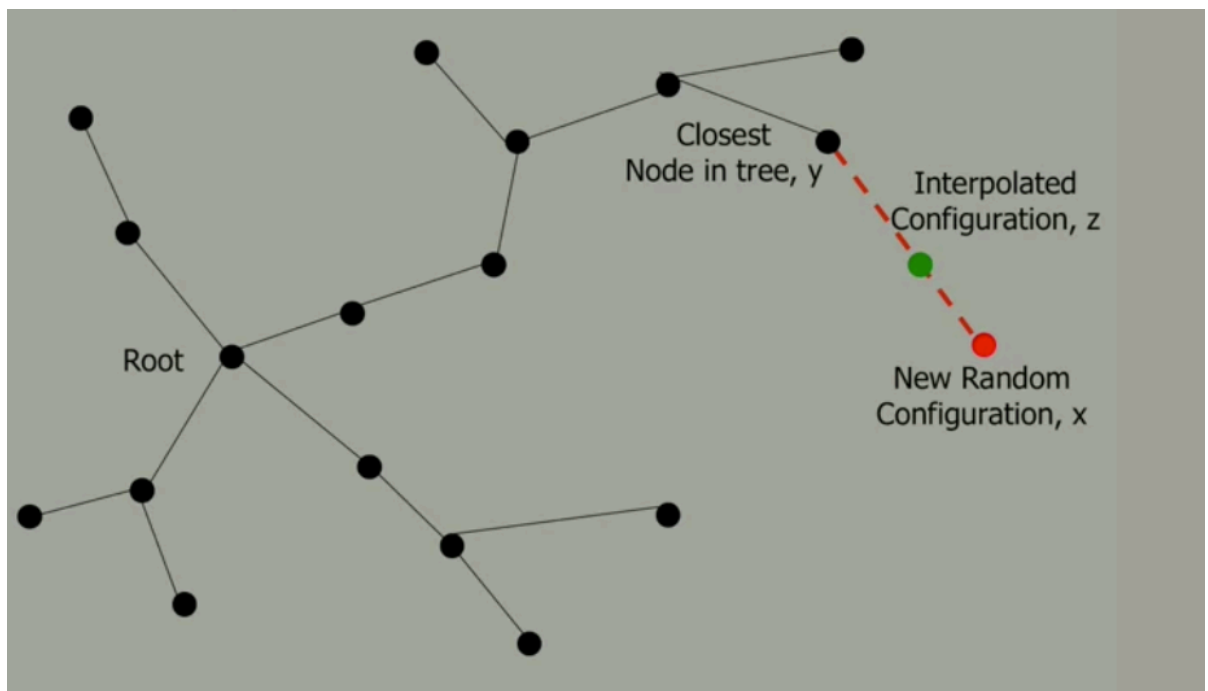 Closest
Node in tree, y
Interpolated
Configuration, z
Root
New Random
Configuration, x